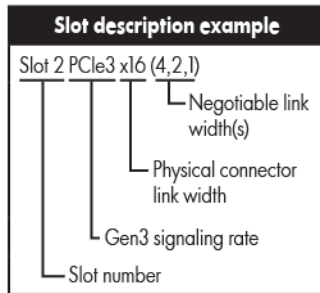 Slot description example
Slot 2 PCIe3 x16 (4,2,1)
Negotiable link
width(s)
Physical connector
link width
Gen3 signaling rate
Slot number